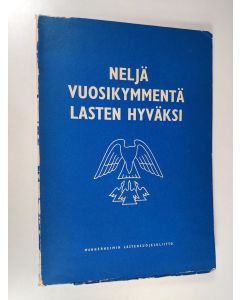 NELJÄ
VUOSIKYMMENTÄ
LASTEN HYVÄKSI
MANNERHEIMIN LASTENSUOJELULIITTO